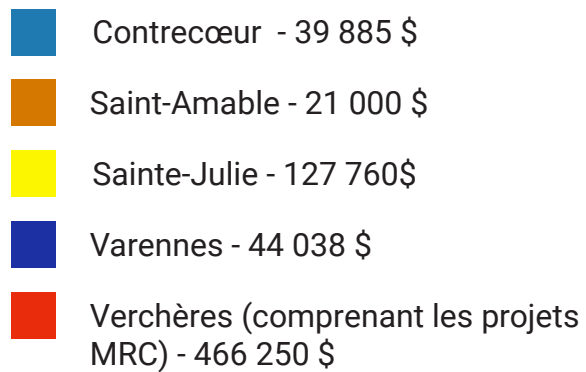 Contrecœur - 39 885 $
Saint-Amable - 21 000 $
Sainte-Julie - 127 760$
Varennes - 44 038 $
Verchères (comprenant les projets
MRC) - 466 250 $